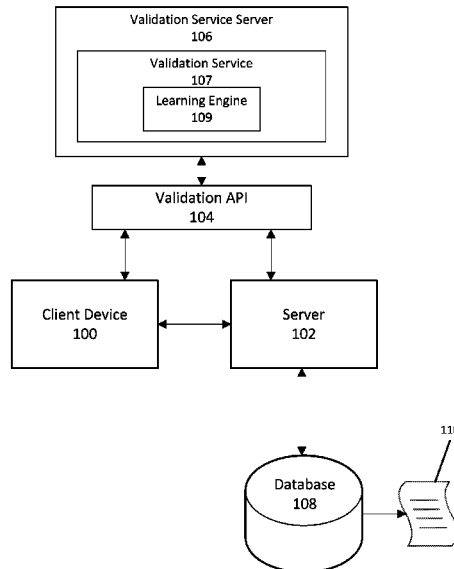 Validation Service Server
106
Validation Service
107
Learning Engine
109
Validation API
104
Client Device
100
Server
102
Database
108